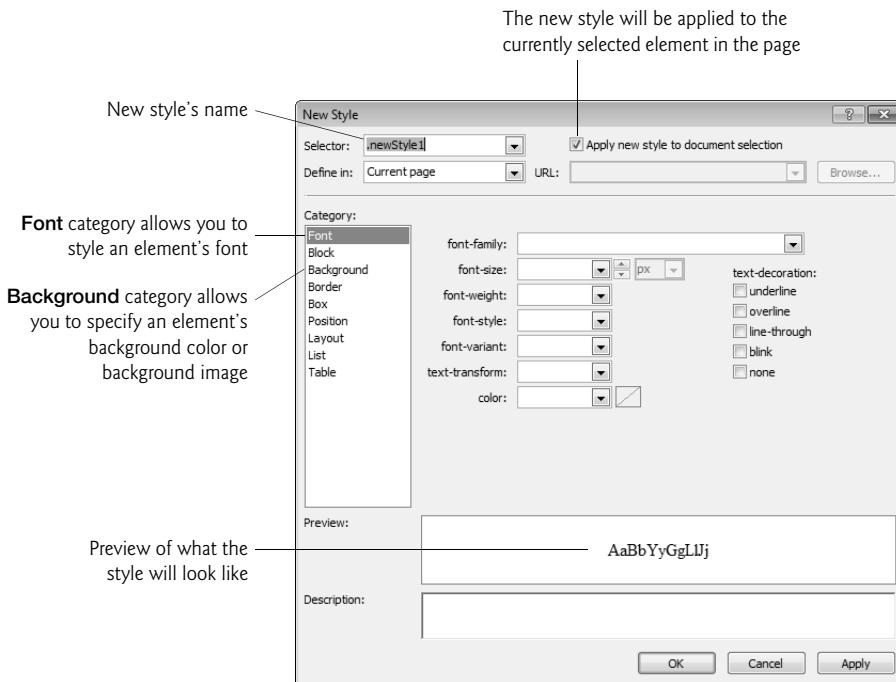 The new style will be applied to the
currently selected element in the page
New style's name
New Style
Selector: .newStyle1 Apply new style to document selection
Define in: Current page URL: Browse...
Category:
Font category allows you to
style an element's font
Background category allows
you to specify an element's
background color or
background image
Font
Block
Background
Border
Box
Position
Layout
List
Table
font-family:
font-size: px
font-weight:
font-style:
font-variant:
text-transform:
color:
text-decoration:
underline
overline
line-through
blink
none
Preview of what the
style will look like
Preview:
AaBbYyGgLlJj
Description:
OK Cancel Apply